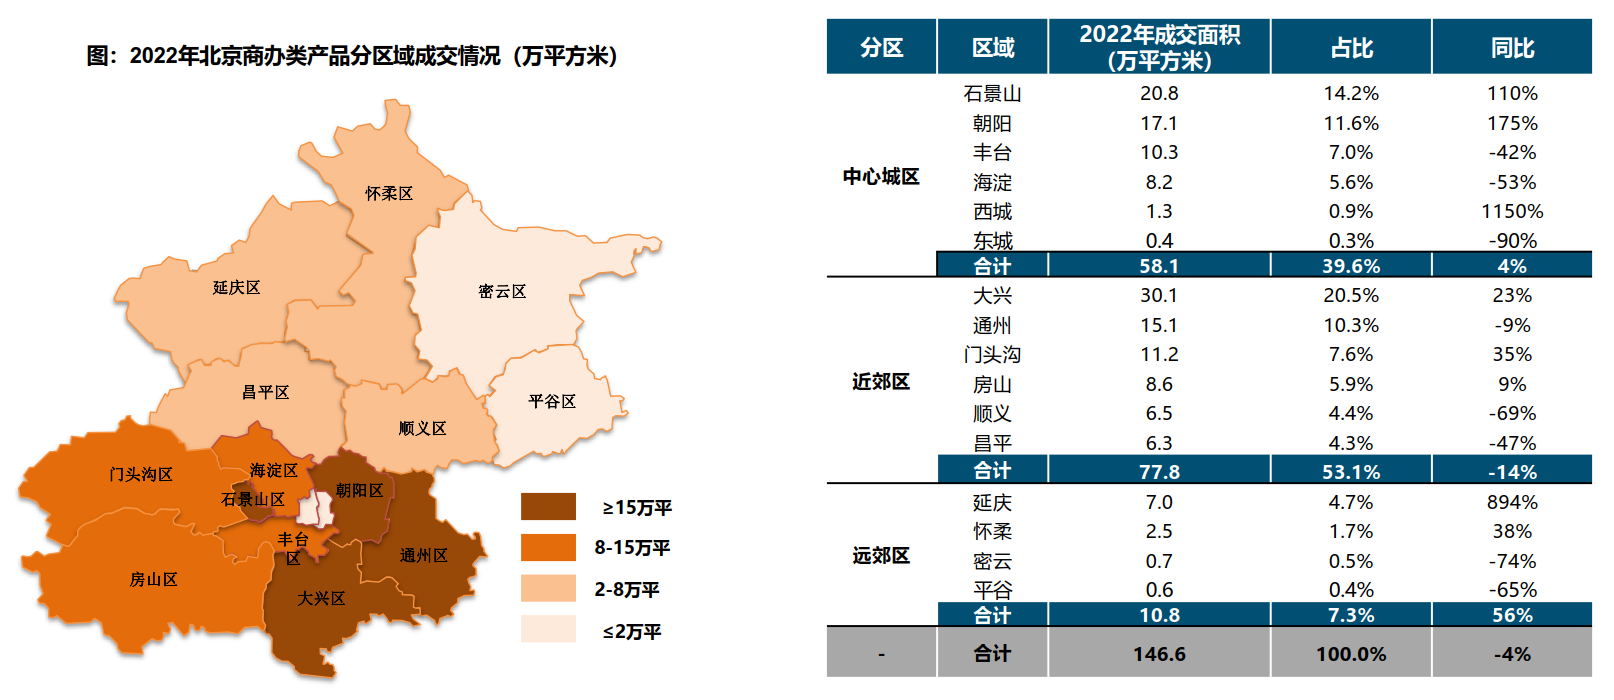 图：2022年北京商办类产品分区域成交情况（万平方米）
怀柔区
延庆区
密云区
昌平区
平谷区
顺义区
门头沟区
海淀区
石景山区
朝阳区
丰台
区
通州区
房山区
大兴区
≥15万平
8-15万平
2-8万平
≤2万平
分区 区域 2022年成交面积 占比 同比
（万平方米）
石景山 20.8 14.2% 110%
朝阳 17.1 11.6% 175%
丰台 10.3 7.0% -42%
中心城区
海淀 8.2 5.6% -53%
西城 1.3 0.9% 1150%
东城 0.4 0.3% -90%
合计 58.1 39.6% 4%
大兴 30.1 20.5% 23%
通州 15.1 10.3% -9%
门头沟 11.2 7.6% 35%
近郊区
房山 8.6 5.9% 9%
顺义 6.5 4.4% -69%
昌平 6.3 4.3% -47%
合计 77.8 53.1% -14%
延庆 7.0 4.7% 894%
怀柔 2.5 1.7% 38%
远郊区
密云 0.7 0.5% -74%
平谷 0.6 0.4% -65%
合计 10.8 7.3% 56%
- 合计 146.6 100.0% -4%